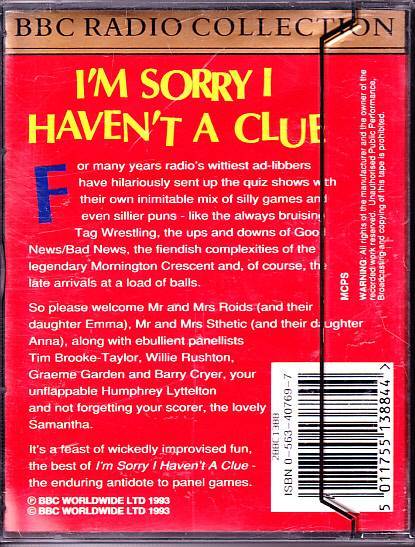 BBC RADIO COLLECTION
I'M SORRY I
HAVEN'T A CLUE
For many years radio's wittiest ad-libbers
have hilariously sent up the quiz shows with
their own inimitable mix of silly games and
even sillier puns - like the always bruising
Tag Wrestling, the ups and downs of Good
News/Bad News, the fiendish complexities of the
legendary Mornington Crescent and, of course, the
late arrivals at a load of balls.
So please welcome Mr and Mrs Roids (and their
daughter Emma), Mr and Mrs Sthetic (and their daughter
Anna), along with ebullient panellists
Tim Brooke-Taylor, Willie Rushton,
Graeme Garden and Barry Cryer, your
unflappable Humphrey Lyttelton
and not forgetting your scorer, the lovely
Samantha.
It's a feast of wickedly improvised fun,
the best of I'm Sorry I Haven't A Clue -
the enduring antidote to panel games.
℗ BBC WORLDWIDE LTD 1993
© BBC WORLDWIDE LTD 1993
MCPS
WARNING: All rights of the manufacturer and the owner of the
recorded work reserved. Unauthorised Public Performance,
Broadcasting and copying of this tape is prohibited.
ZBBC1388
ISBN 0-563-40769-7
5 011755 138844 >